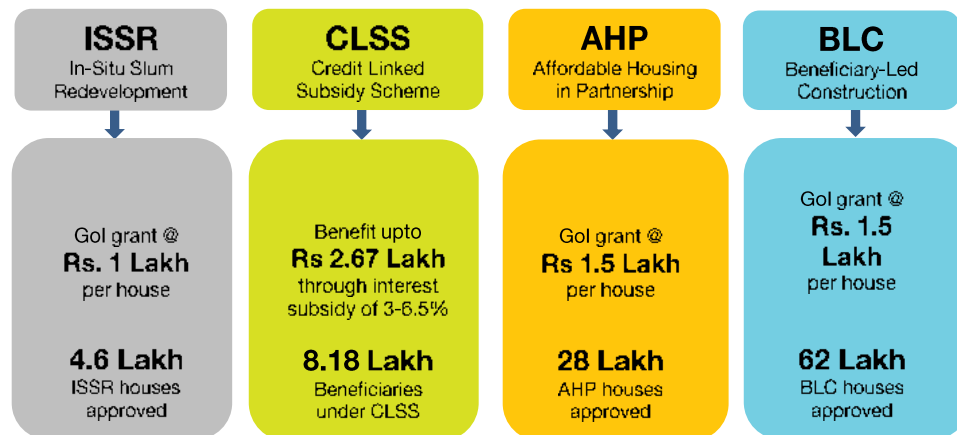 ISSR
In-Situ Slum
Redevelopment
GoI grant @
Rs. 1 Lakh
per house
4.6 Lakh
ISSR houses
approved
CLSS
Credit Linked
Subsidy Scheme
Benefit upto
Rs 2.67 Lakh
through interest
subsidy of 3-6.5%
8.18 Lakh
Beneficiaries
under CLSS
AHP
Affordable Housing
in Partnership
GoI grant @
Rs 1.5 Lakh
per house
28 Lakh
AHP houses
approved
BLC
Beneficiary-Led
Construction
GoI grant @
Rs. 1.5
Lakh
per house
62 Lakh
BLC houses
approved